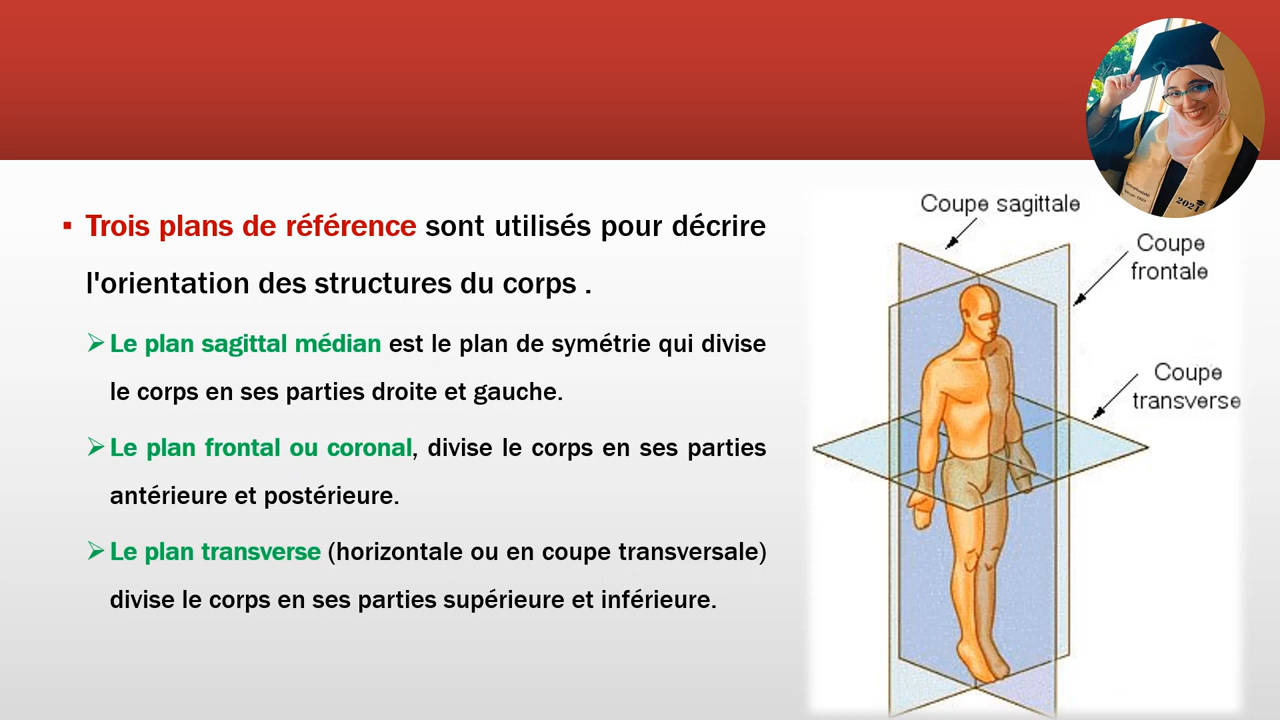 ▪ Trois plans de référence sont utilisés pour décrire
l'orientation des structures du corps .
➢ Le plan sagittal médian est le plan de symétrie qui divise
le corps en ses parties droite et gauche.
➢ Le plan frontal ou coronal, divise le corps en ses parties
antérieure et postérieure.
➢ Le plan transverse (horizontale ou en coupe transversale)
divise le corps en ses parties supérieure et inférieure.
Coupe sagittale
Coupe
frontale
Coupe
transverse
2021